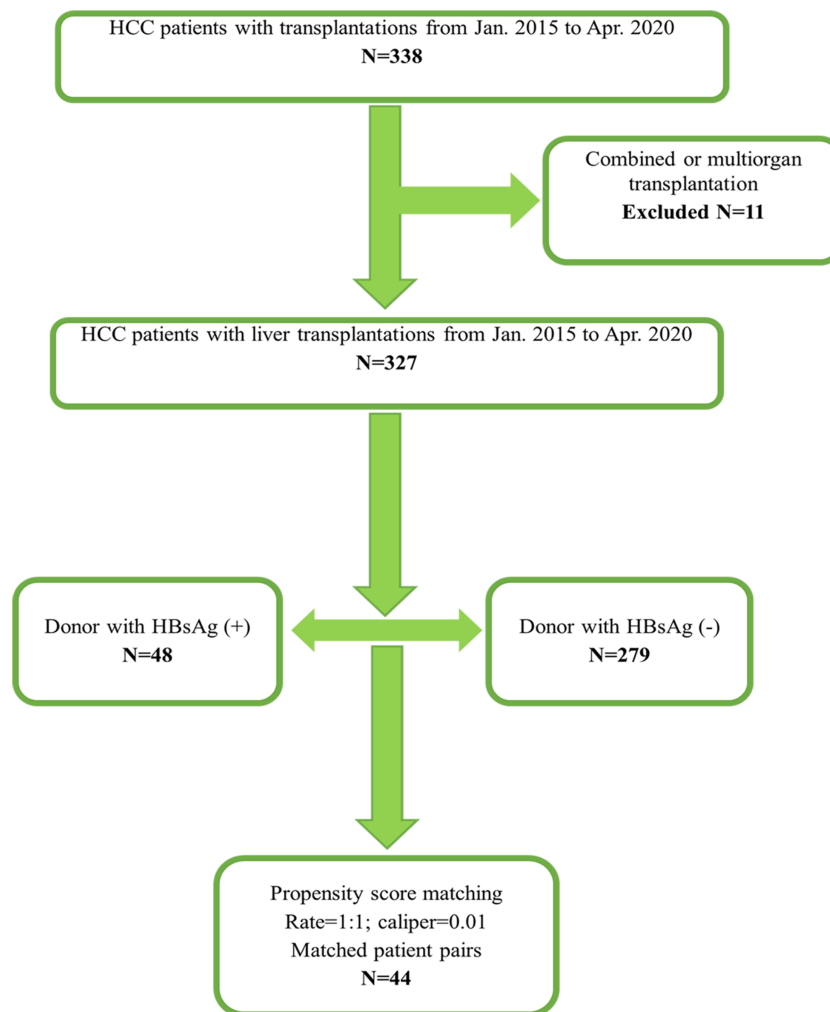 HCC patients with transplantations from Jan. 2015 to Apr. 2020
N=338
Combined or multiorgan
transplantation
Excluded N=11
HCC patients with liver transplantations from Jan. 2015 to Apr. 2020
N=327
Donor with HBsAg (+)
N=48
Donor with HBsAg (-)
N=279
Propensity score matching
Rate=1:1; caliper=0.01
Matched patient pairs
N=44